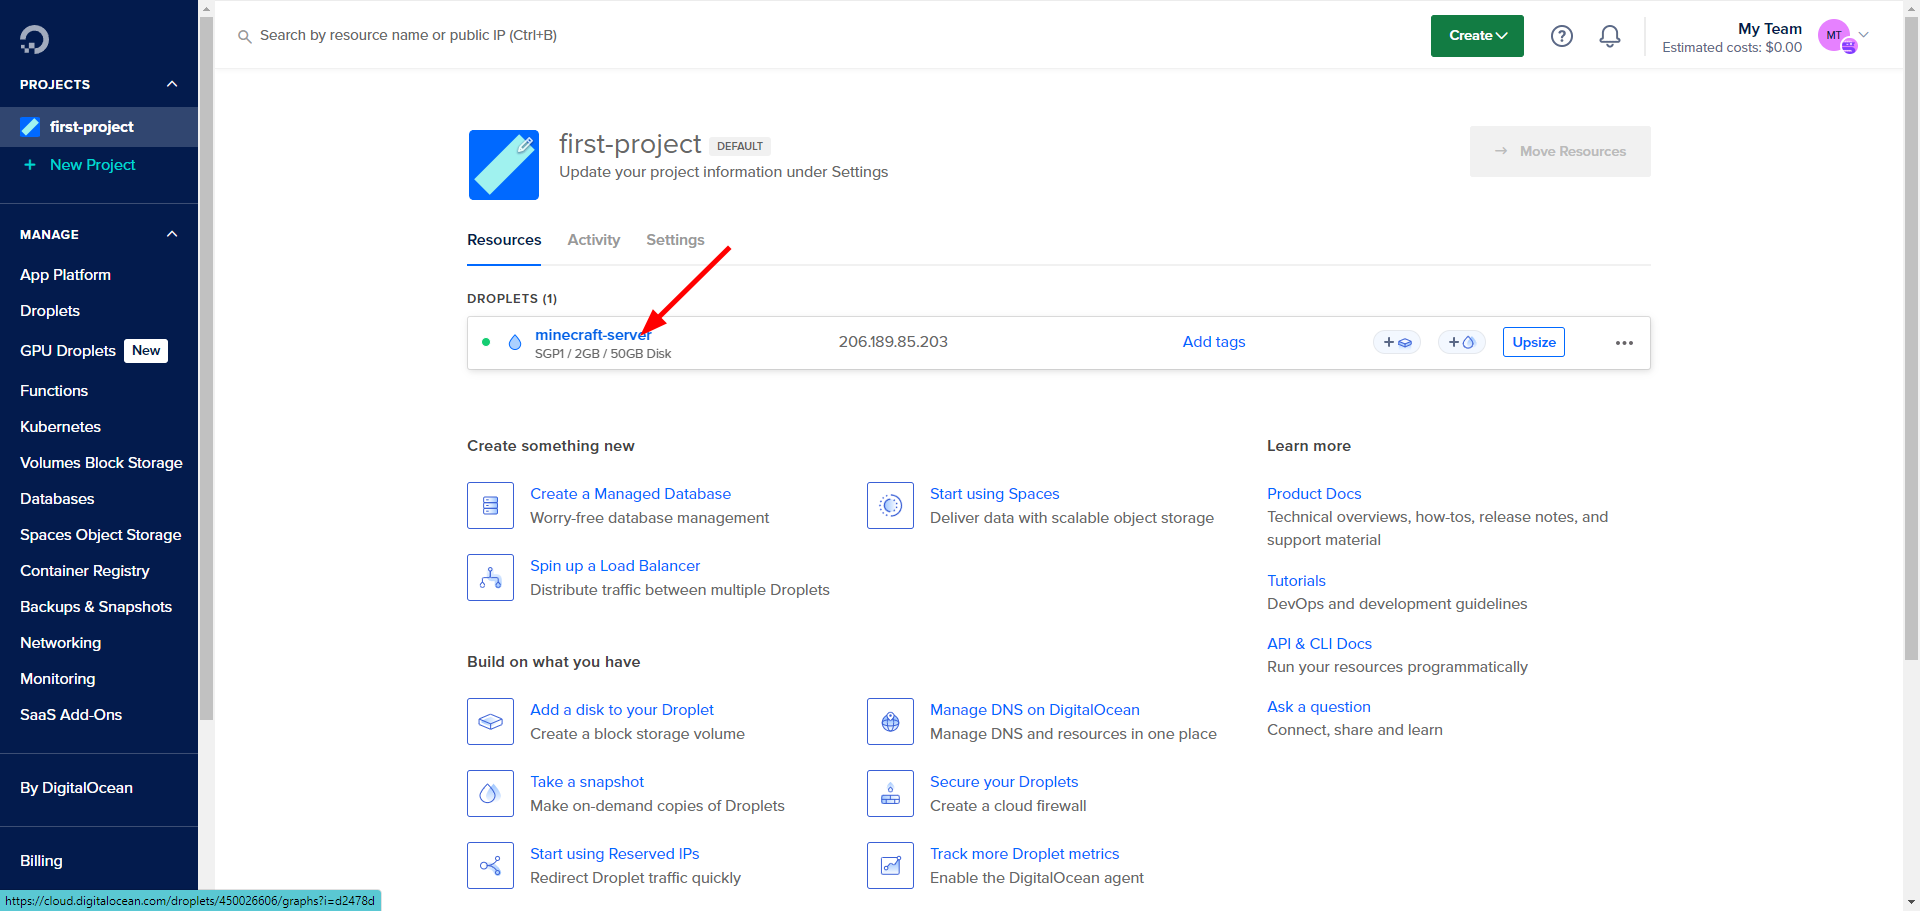 Search by resource name or public IP (Ctrl+B)
Create
My Team
Estimated costs: $0.00
MT
PROJECTS
first-project
New Project
MANAGE
App Platform
Droplets
GPU Droplets New
Functions
Kubernetes
Volumes Block Storage
Databases
Spaces Object Storage
Container Registry
Backups & Snapshots
Networking
Monitoring
SaaS Add-Ons
By DigitalOcean
Billing
https://cloud.digitalocean.com/droplets/450026606/graphs?i=d2478d
first-project DEFAULT
Update your project information under Settings
Move Resources
Resources Activity Settings
DROPLETS (1)
minecraft-server
SGP1 / 2GB / 50GB Disk
206.189.85.203
Add tags
Upsize
Create something new
Create a Managed Database
Worry-free database management
Start using Spaces
Deliver data with scalable object storage
Spin up a Load Balancer
Distribute traffic between multiple Droplets
Build on what you have
Add a disk to your Droplet
Create a block storage volume
Manage DNS on DigitalOcean
Manage DNS and resources in one place
Take a snapshot
Make on-demand copies of Droplets
Secure your Droplets
Create a cloud firewall
Start using Reserved IPs
Redirect Droplet traffic quickly
Track more Droplet metrics
Enable the DigitalOcean agent
Learn more
Product Docs
Technical overviews, how-tos, release notes, and
support material
Tutorials
DevOps and development guidelines
API & CLI Docs
Run your resources programmatically
Ask a question
Connect, share and learn